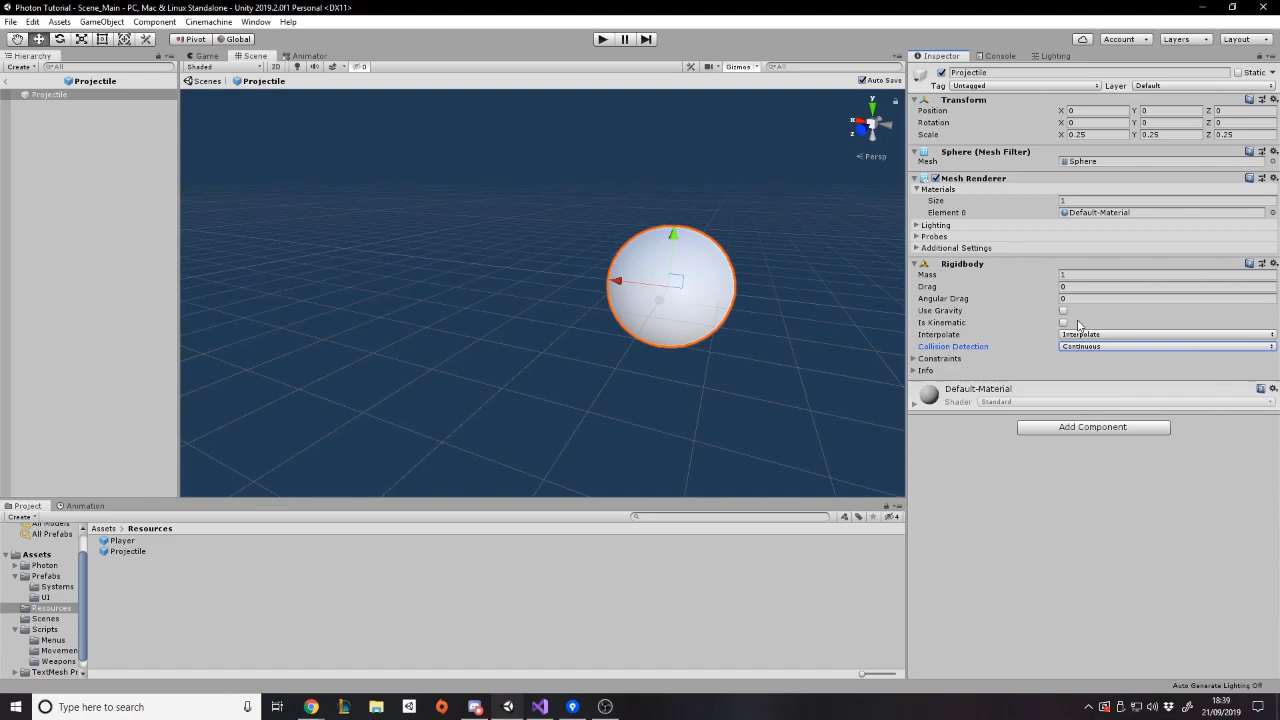 Photon Tutorial - Scene_Main - PC, Mac & Linux Standalone - Unity 2019.2.0f1 Personal <DX11>
File Edit Assets GameObject Component Cinemachine Window Help
Pivot Global Account Layers Layout
Hierarchy Game Scene Animator Inspector Console Lighting
Create All Shaded 2D 0 Gizmos All Projectile Static
Projectile Scenes Projectile Auto Save Tag Untagged Layer Default
Projectile
Transform
Position X 0 Y 0 Z 0
Rotation X 0 Y 0 Z 0
Scale X 0.25 Y 0.25 Z 0.25
y
x
z
Persp
Sphere (Mesh Filter)
Mesh Sphere
Mesh Renderer
Materials
Size 1
Element 0 Default-Material
Lighting
Probes
Additional Settings
Rigidbody
Mass 1
Drag 0
Angular Drag 0
Use Gravity
Is Kinematic
Interpolate Interpolate
Collision Detection Continuous
Constraints
Info
Default-Material
Shader Standard
Add Component
Project Animation
Create 4
All Models
All Prefabs
Assets
Photon
Prefabs
Systems
UI
Resources
Scenes
Scripts
Menus
Movemen
Weapons
TextMesh Pr
Assets Resources
Player
Projectile
Auto Generate Lighting Off
Type here to search
18:39
21/09/2019